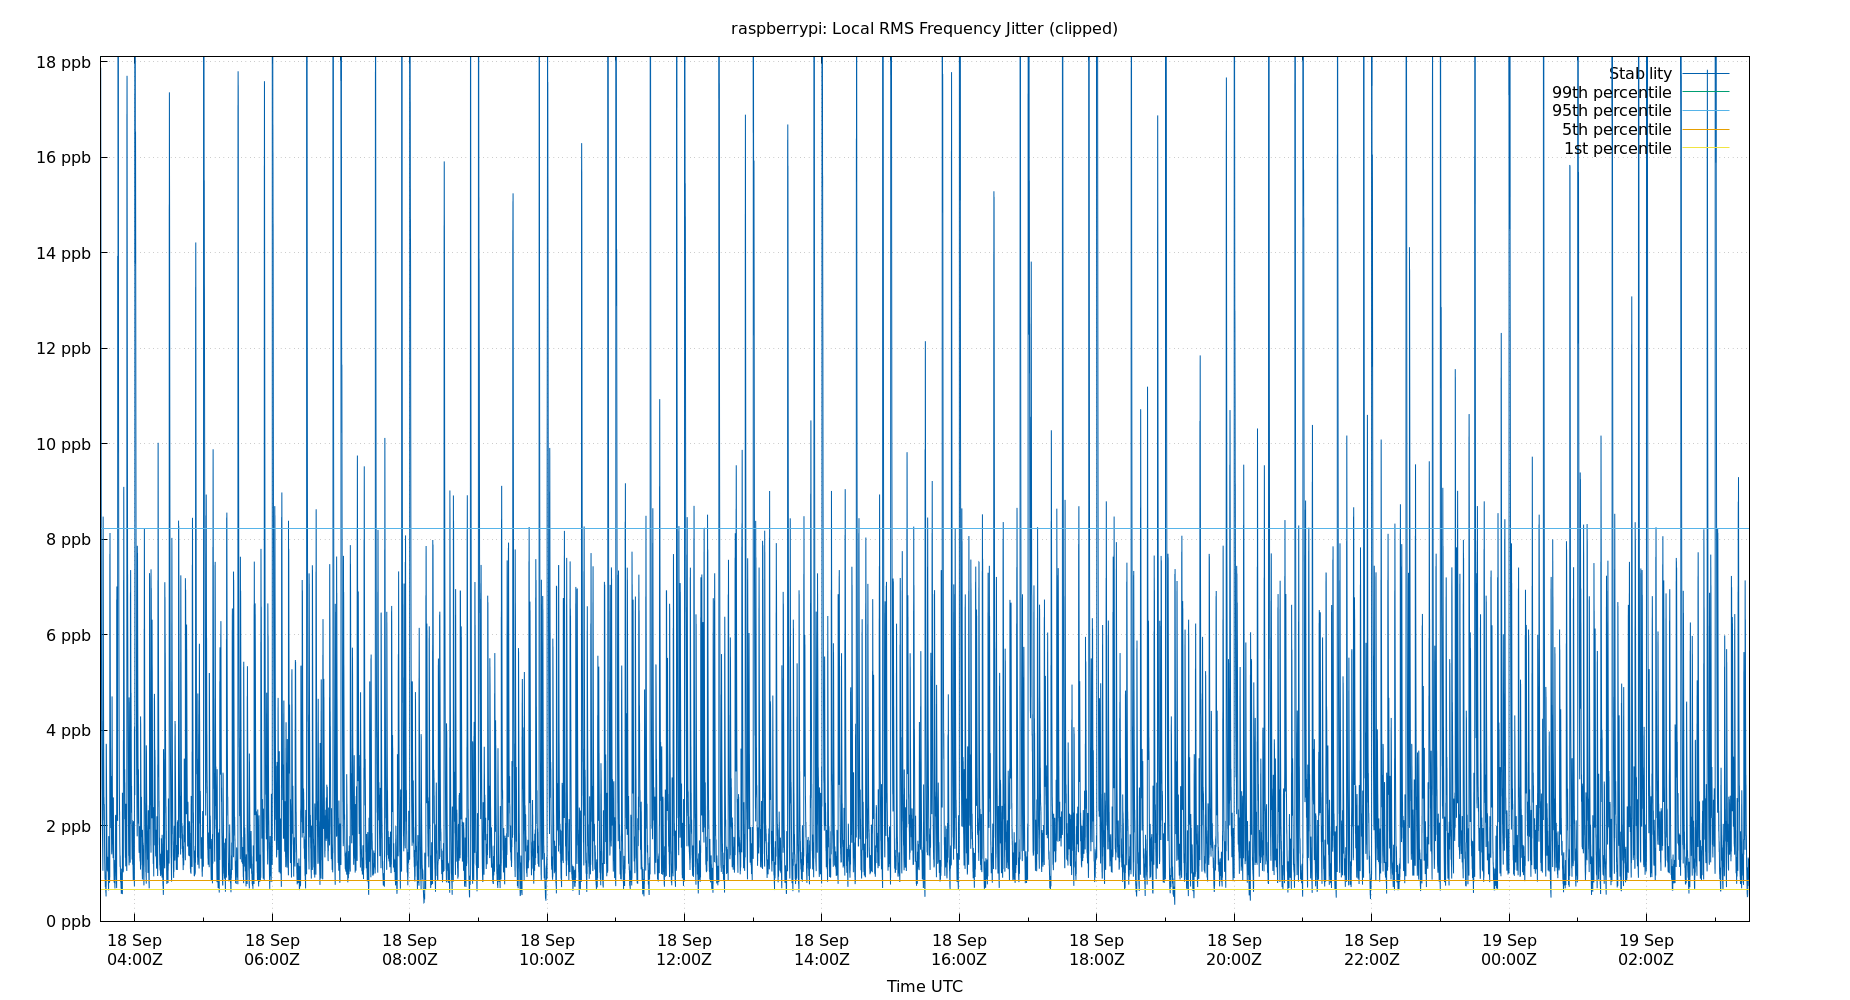 raspberrypi: Local RMS Frequency Jitter (clipped)
18 ppb
16 ppb
14 ppb
12 ppb
10 ppb
8 ppb
6 ppb
4 ppb
2 ppb
0 ppb
Stability
99th percentile
95th percentile
5th percentile
1st percentile
18 Sep 18 Sep 18 Sep 18 Sep 18 Sep 18 Sep 18 Sep 18 Sep 18 Sep 18 Sep 19 Sep 19 Sep
04:00Z 06:00Z 08:00Z 10:00Z 12:00Z 14:00Z 16:00Z 18:00Z 20:00Z 22:00Z 00:00Z 02:00Z
Time UTC